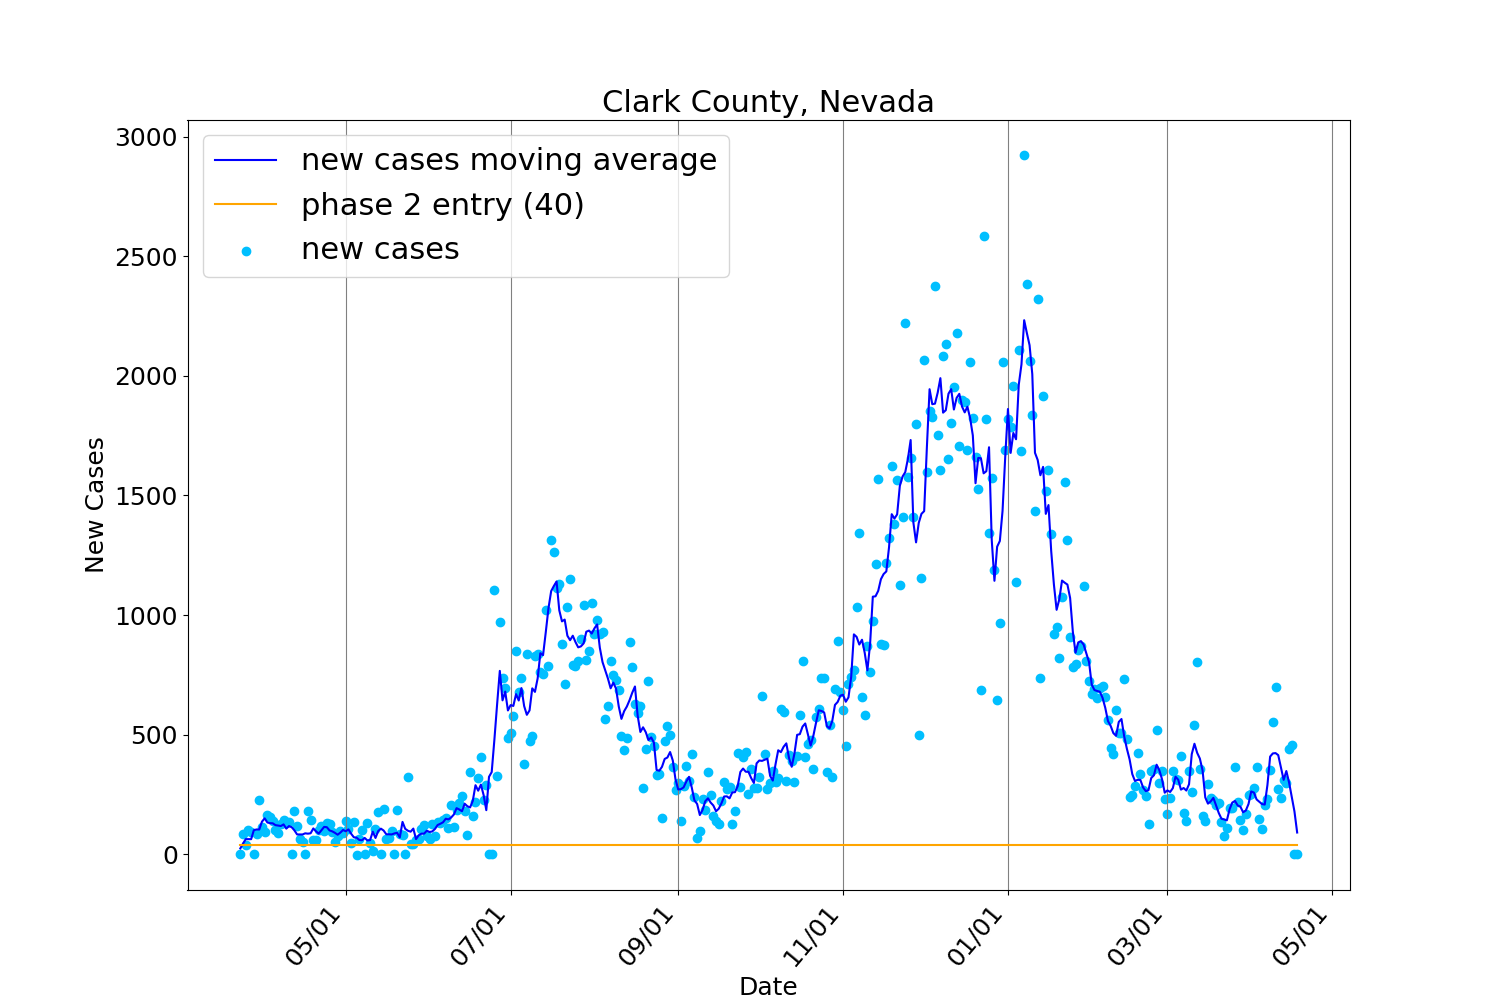 Clark County, Nevada
3000
2500
2000
1500
1000
500
0
New Cases
new cases moving average
phase 2 entry (40)
new cases
05/01
07/01
09/01
11/01
01/01
03/01
05/01
Date